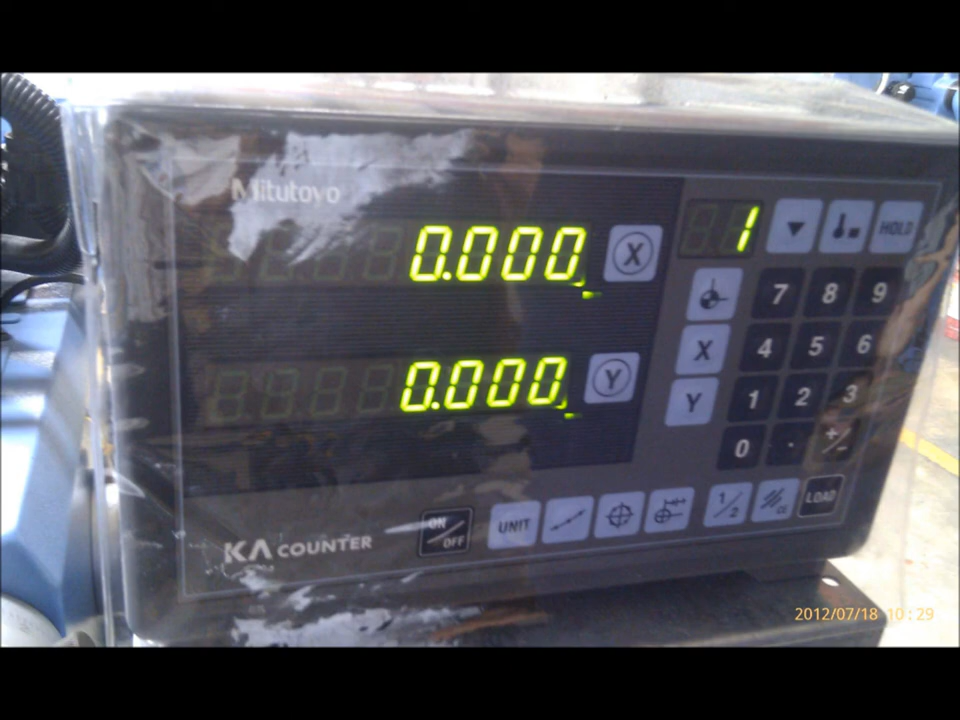 Mitutoyo
0.000 X 1 HOLD
7 8 9
X 4 5 6
0.000 Y
Y 1 2 3
0 . +/-
ON/OFF UNIT 1/2 //α LOAD
KA COUNTER
2012/07/18 10:29